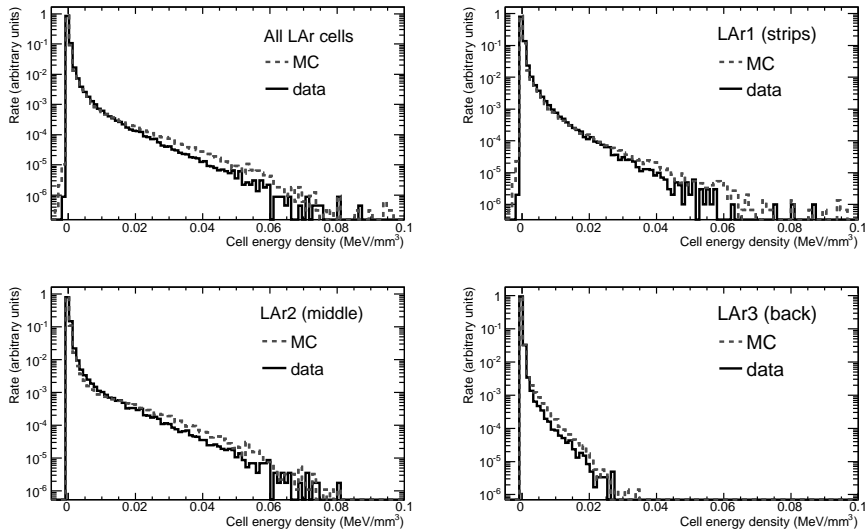 Rate (arbitrary units)
1
10^-1
10^-2
10^-3
10^-4
10^-5
10^-6
All LAr cells
MC
data
0 0.02 0.04 0.06 0.08 0.1
Cell energy density (MeV/mm^3)
Rate (arbitrary units)
1
10^-1
10^-2
10^-3
10^-4
10^-5
10^-6
LAr1 (strips)
MC
data
0 0.02 0.04 0.06 0.08 0.1
Cell energy density (MeV/mm^3)
Rate (arbitrary units)
1
10^-1
10^-2
10^-3
10^-4
10^-5
10^-6
LAr2 (middle)
MC
data
0 0.02 0.04 0.06 0.08 0.1
Cell energy density (MeV/mm^3)
Rate (arbitrary units)
1
10^-1
10^-2
10^-3
10^-4
10^-5
10^-6
LAr3 (back)
MC
data
0 0.02 0.04 0.06 0.08 0.1
Cell energy density (MeV/mm^3)